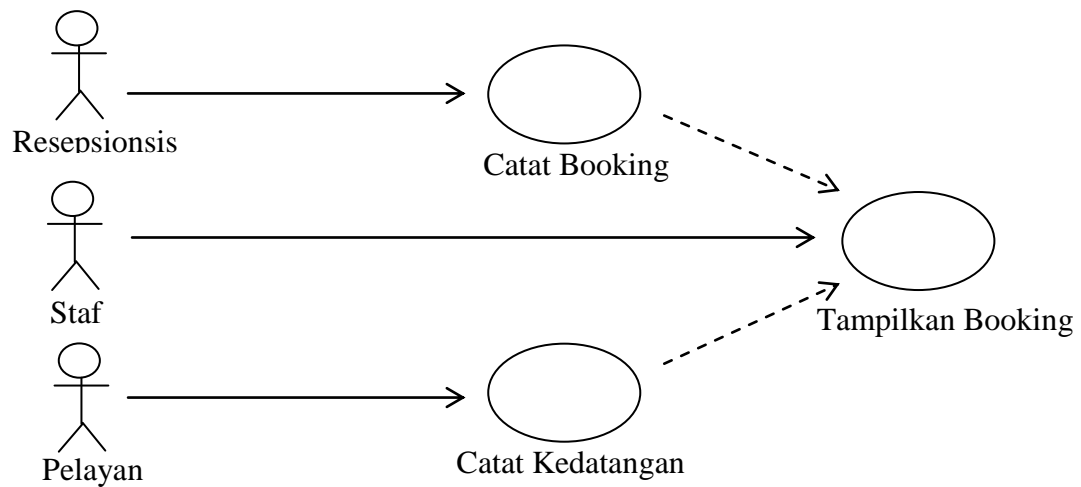 Resepsionsis
Catat Booking
Staf
Tampilkan Booking
Catat Kedatangan
Pelayan